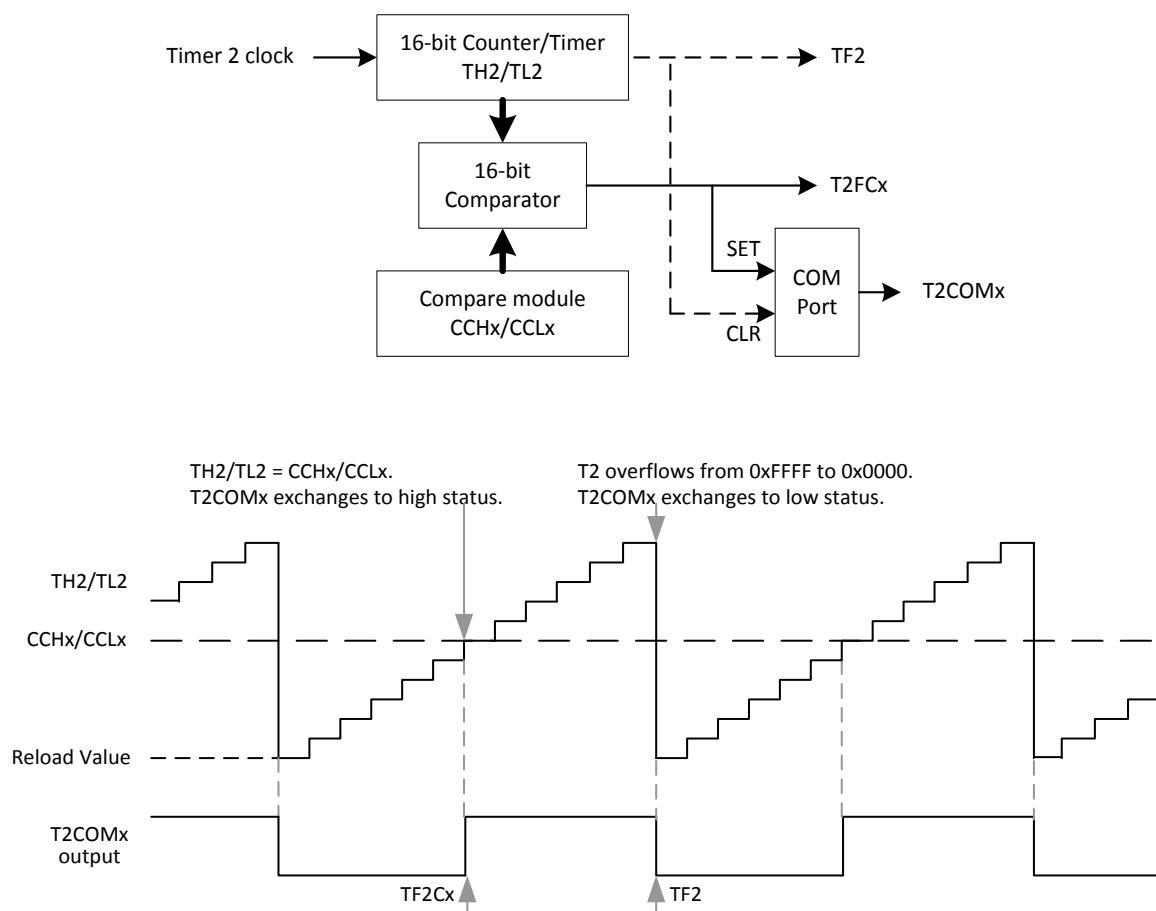 Timer 2 clock
16-bit Counter/Timer
TH2/TL2
TF2
16-bit
Comparator
T2FCx
SET
COM
Port
T2COMx
Compare module
CCHx/CCLx
CLR
TH2/TL2 = CCHx/CCLx.
T2COMx exchanges to high status.
T2 overflows from 0xFFFF to 0x0000.
T2COMx exchanges to low status.
TH2/TL2
CCHx/CCLx
Reload Value
T2COMx
output
TF2Cx
TF2